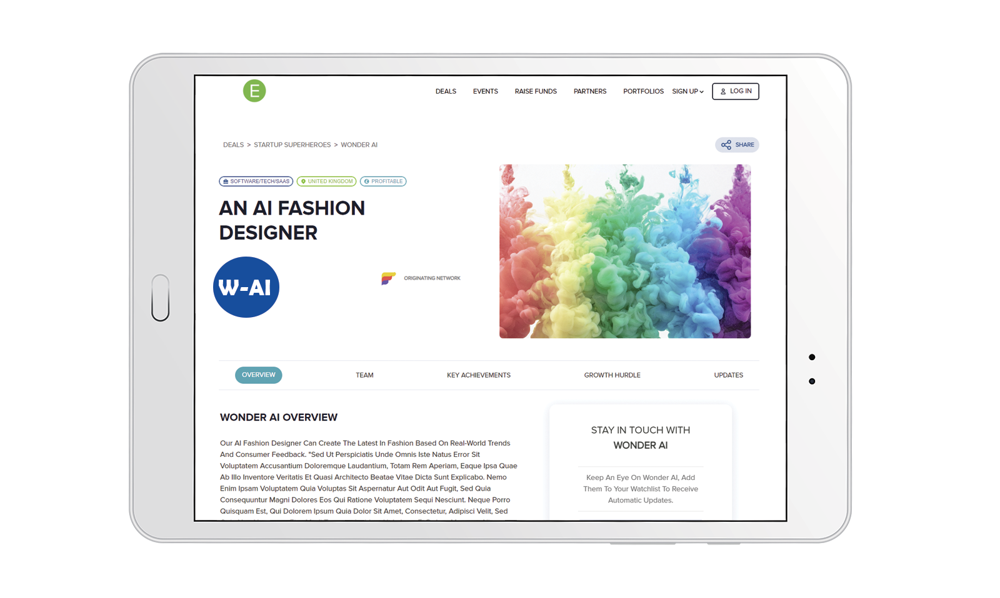 E
DEALS EVENTS RAISE FUNDS PARTNERS PORTFOLIOS SIGN UP LOG IN
DEALS > STARTUP SUPERHEROES > WONDER AI
SHARE
SOFTWARE/TECH/SAAS UNITED KINGDOM PROFITABLE
AN AI FASHION
DESIGNER
W-AI
ORIGINATING NETWORK
OVERVIEW TEAM KEY ACHIEVEMENTS GROWTH HURDLE UPDATES
WONDER AI OVERVIEW
Our AI Fashion Designer Can Create The Latest In Fashion Based On Real-World Trends
And Consumer Feedback. "Sed Ut Perspiciatis Unde Omnis Iste Natus Error Sit
Voluptatem Accusantium Doloremque Laudantium, Totam Rem Aperiam, Eaque Ipsa Quae
Ab Illo Inventore Veritatis Et Quasi Architecto Beatae Vitae Dicta Sunt Explicabo. Nemo
Enim Ipsam Voluptatem Quia Voluptas Sit Aspernatur Aut Odit Aut Fugit, Sed Quia
Consequuntur Magni Dolores Eos Qui Ratione Voluptatem Sequi Nesciunt. Neque Porro
Quisquam Est, Qui Dolorem Ipsum Quia Dolor Sit Amet, Consectetur, Adipisci Velit, Sed
STAY IN TOUCH WITH
WONDER AI
Keep An Eye On Wonder AI, Add
Them To Your Watchlist To Receive
Automatic Updates.